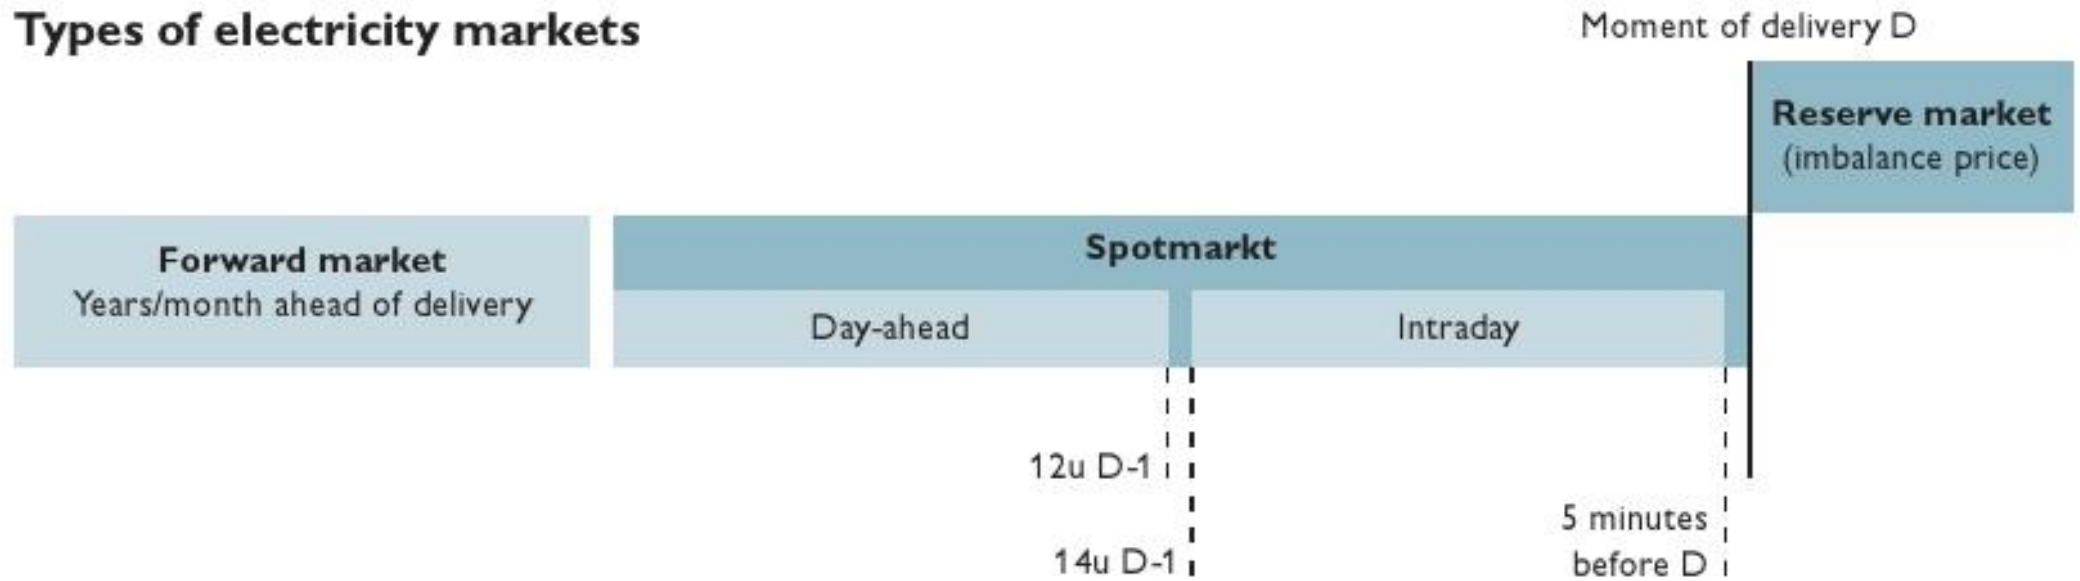 Types of electricity markets
Moment of delivery D
Reserve market
(imbalance price)
Forward market
Years/month ahead of delivery
Spotmarkt
Day-ahead
Intraday
12u D-1
14u D-1
5 minutes
before D